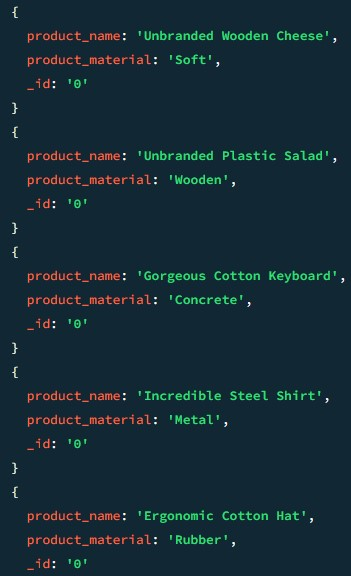 {
product_name: 'Unbranded Wooden Cheese',
product_material: 'Soft',
_id: '0'
}
{
product_name: 'Unbranded Plastic Salad',
product_material: 'Wooden',
_id: '0'
}
{
product_name: 'Gorgeous Cotton Keyboard',
product_material: 'Concrete',
_id: '0'
}
{
product_name: 'Incredible Steel Shirt',
product_material: 'Metal',
_id: '0'
}
{
product_name: 'Ergonomic Cotton Hat',
product_material: 'Rubber',
_id: '0'